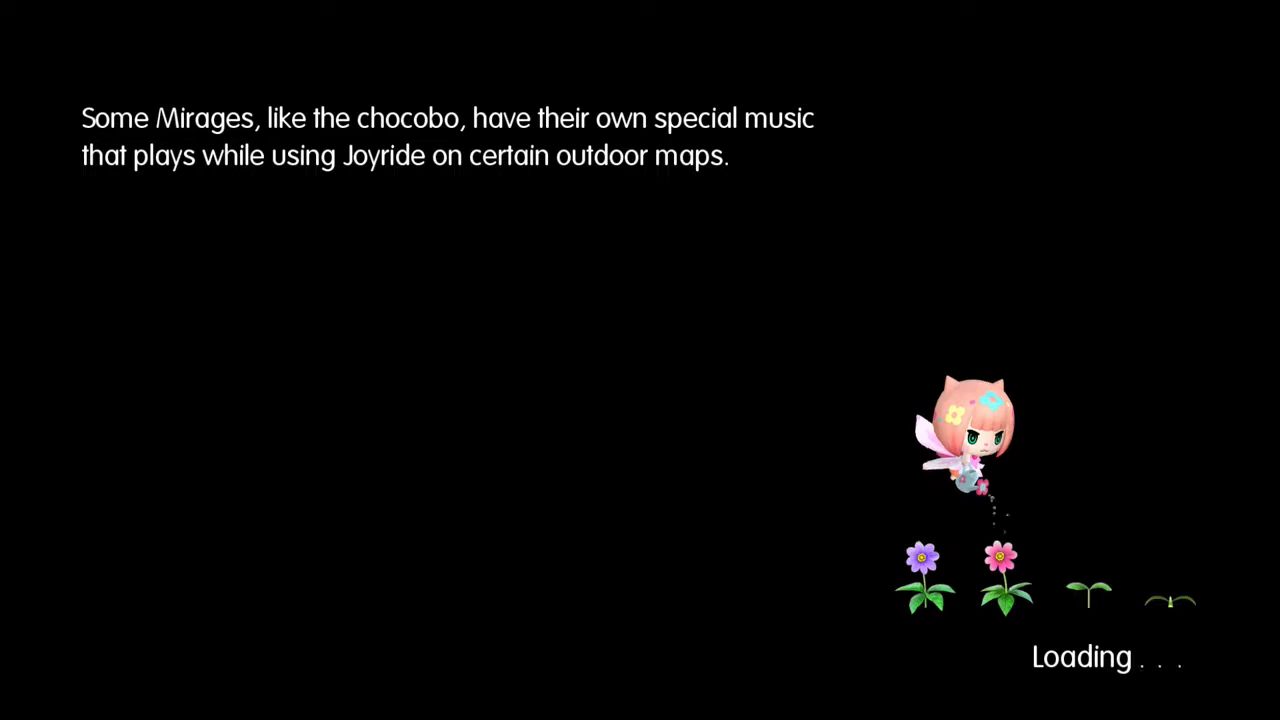 Some Mirages, like the chocobo, have their own special music
that plays while using Joyride on certain outdoor maps.
Loading . . .